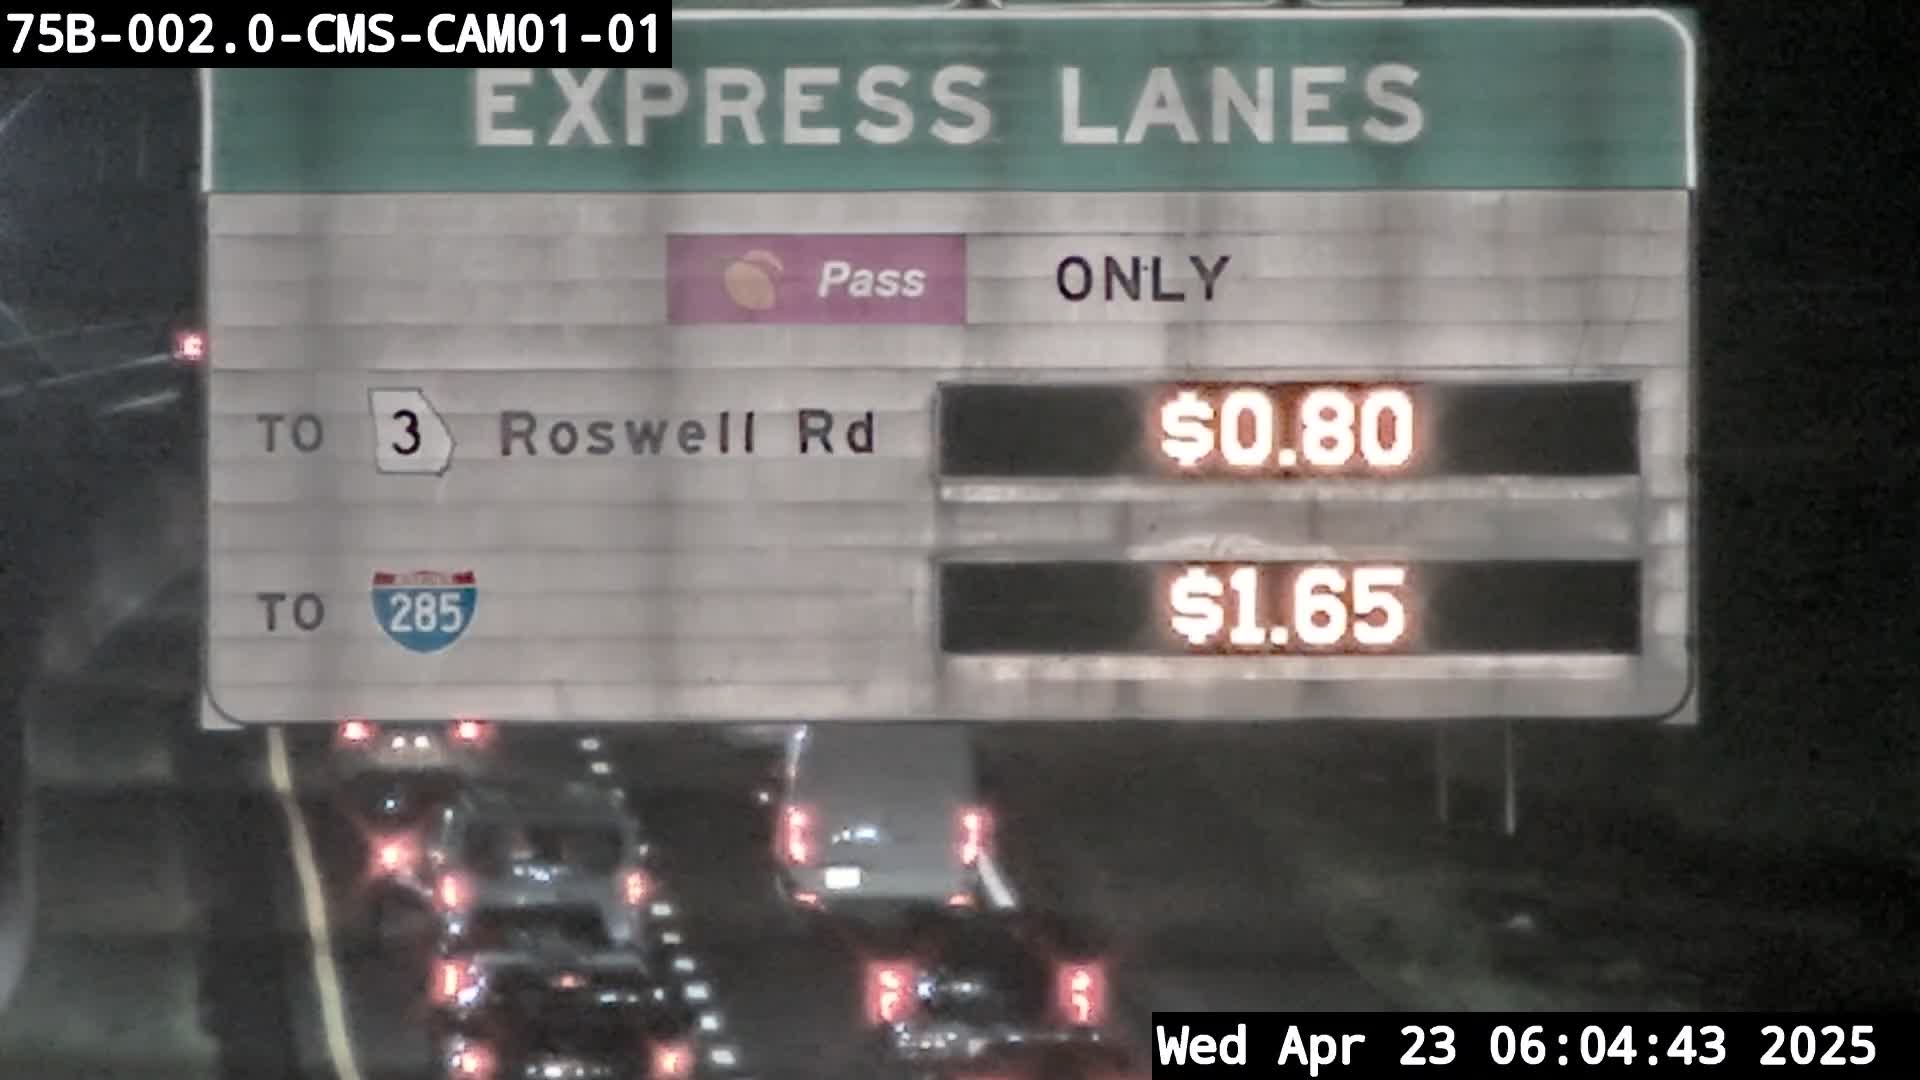 75B-002.0-CMS-CAM01-01
EXPRESS LANES
Pass ONLY
TO 3 Roswell Rd $0.80
TO 285 $1.65
Wed Apr 23 06:04:43 2025